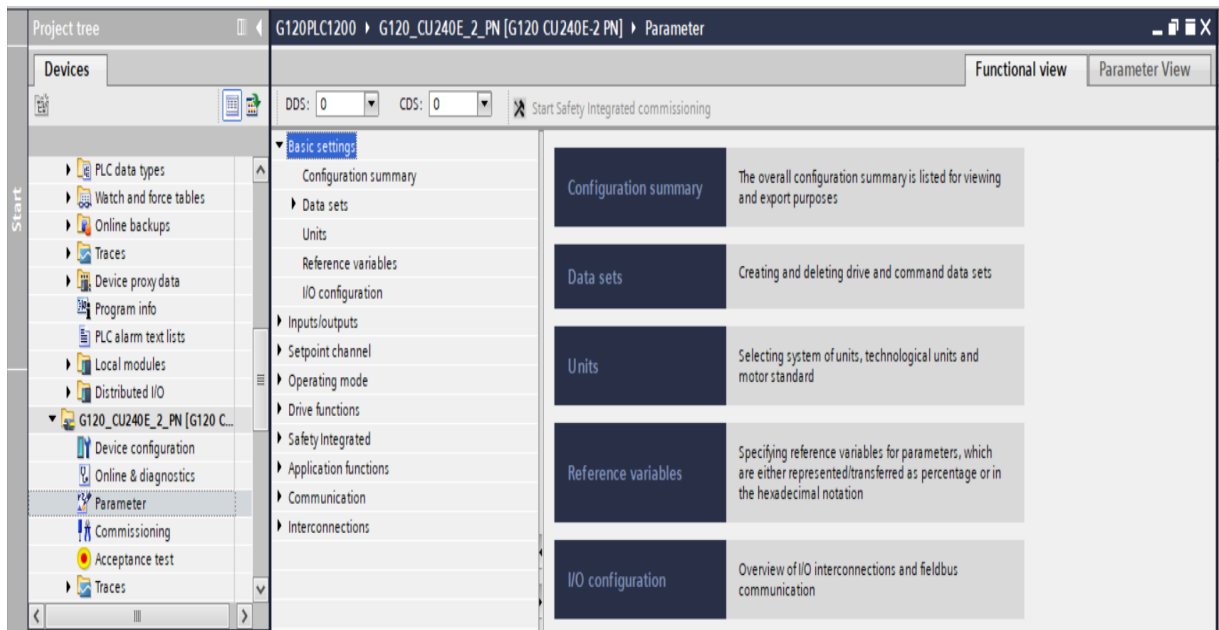 Project tree
G120PLC1200 ▸ G120_CU240E_2_PN [G120 CU240E-2 PN] ▸ Parameter
Devices
Functional view
Parameter View
DDS: 0
CDS: 0
Start Safety Integrated commissioning
Start
PLC data types
Watch and force tables
Online backups
Traces
Device proxy data
Program info
PLC alarm text lists
Local modules
Distributed I/O
G120_CU240E_2_PN [G120 C...
Device configuration
Online & diagnostics
Parameter
Commissioning
Acceptance test
Traces
Basic settings
Configuration summary
Data sets
Units
Reference variables
I/O configuration
Inputs/outputs
Setpoint channel
Operating mode
Drive functions
Safety Integrated
Application functions
Communication
Interconnections
Configuration summary
The overall configuration summary is listed for viewing
and export purposes
Data sets
Creating and deleting drive and command data sets
Units
Selecting system of units, technological units and
motor standard
Reference variables
Specifying reference variables for parameters, which
are either represented/transferred as percentage or in
the hexadecimal notation
I/O configuration
Overview of I/O interconnections and fieldbus
communication